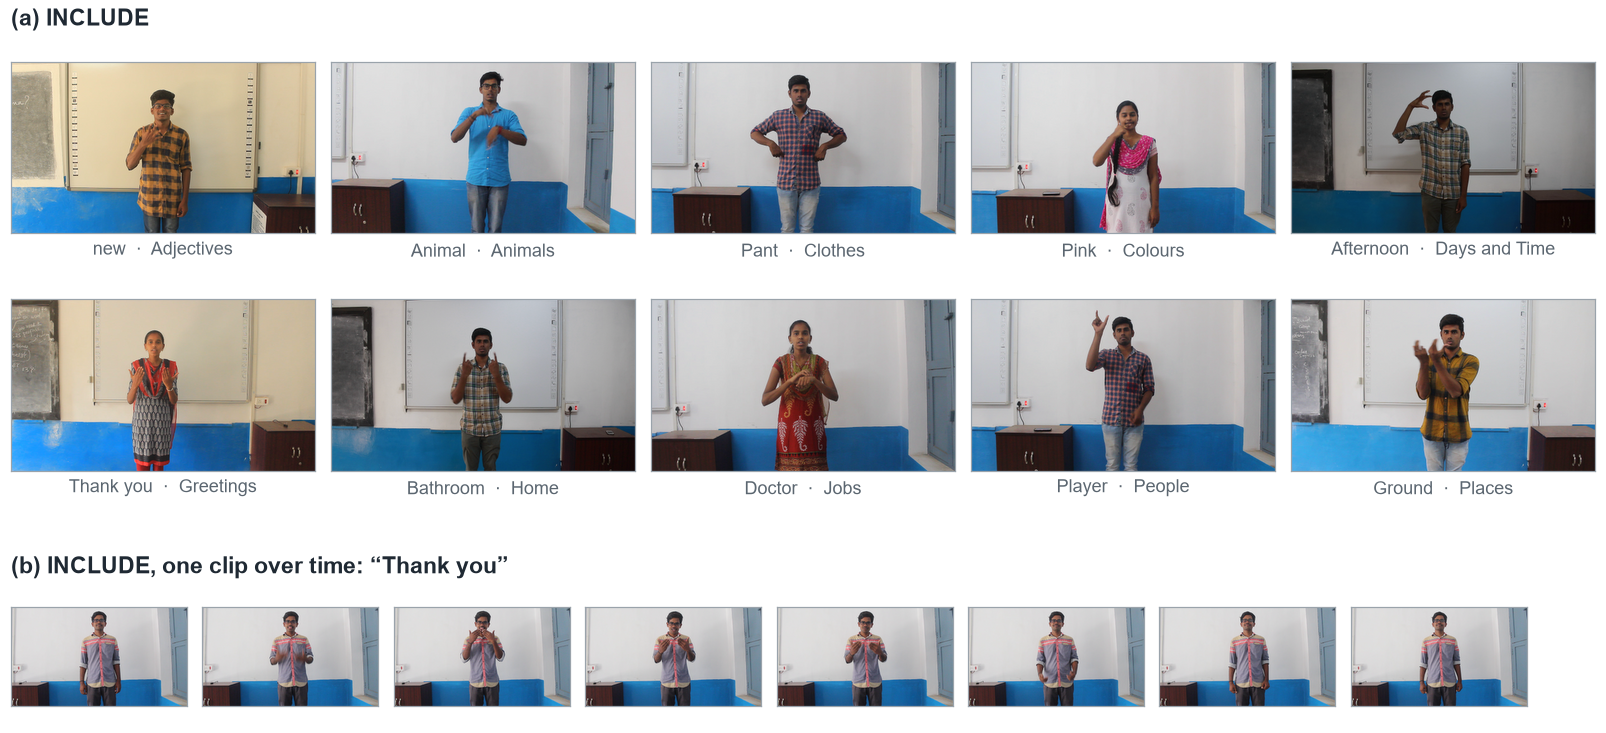 (a) INCLUDE
new · Adjectives
Animal · Animals
Pant · Clothes
Pink · Colours
Afternoon · Days and Time
Thank you · Greetings
Bathroom · Home
Doctor · Jobs
Player · People
Ground · Places
(b) INCLUDE, one clip over time: “Thank you”